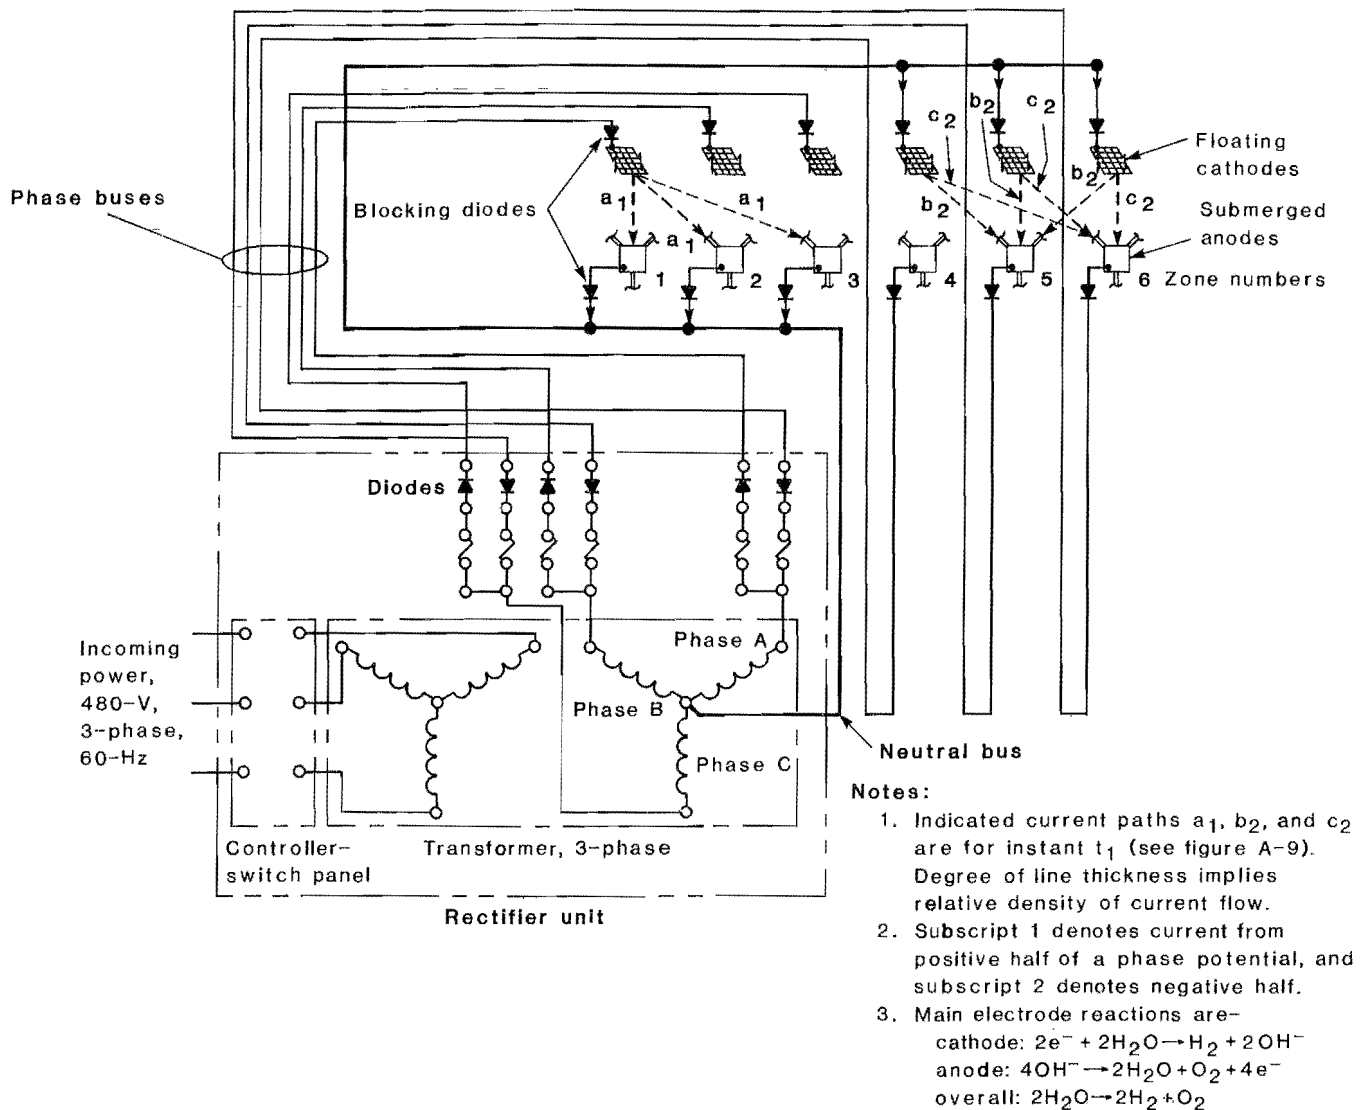 c₂
b₂
c₂
Floating
cathodes
Phase buses
Blocking diodes
a₁
a₁
a₁
b₂
b₂
c₂
Submerged
anodes
1
2
3
4
5
6
Zone numbers
Diodes
Incoming
power,
480-V,
3-phase,
60-Hz
Phase A
Phase B
Phase C
Neutral bus
Controller-
switch panel
Transformer, 3-phase
Rectifier unit
Notes:
1. Indicated current paths a₁, b₂, and c₂
are for instant t₁ (see figure A-9).
Degree of line thickness implies
relative density of current flow.
2. Subscript 1 denotes current from
positive half of a phase potential, and
subscript 2 denotes negative half.
3. Main electrode reactions are-
cathode: 2e⁻ + 2H₂O→H₂ + 2OH⁻
anode: 4OH⁻→2H₂O+O₂+4e⁻
overall: 2H₂O→2H₂+O₂